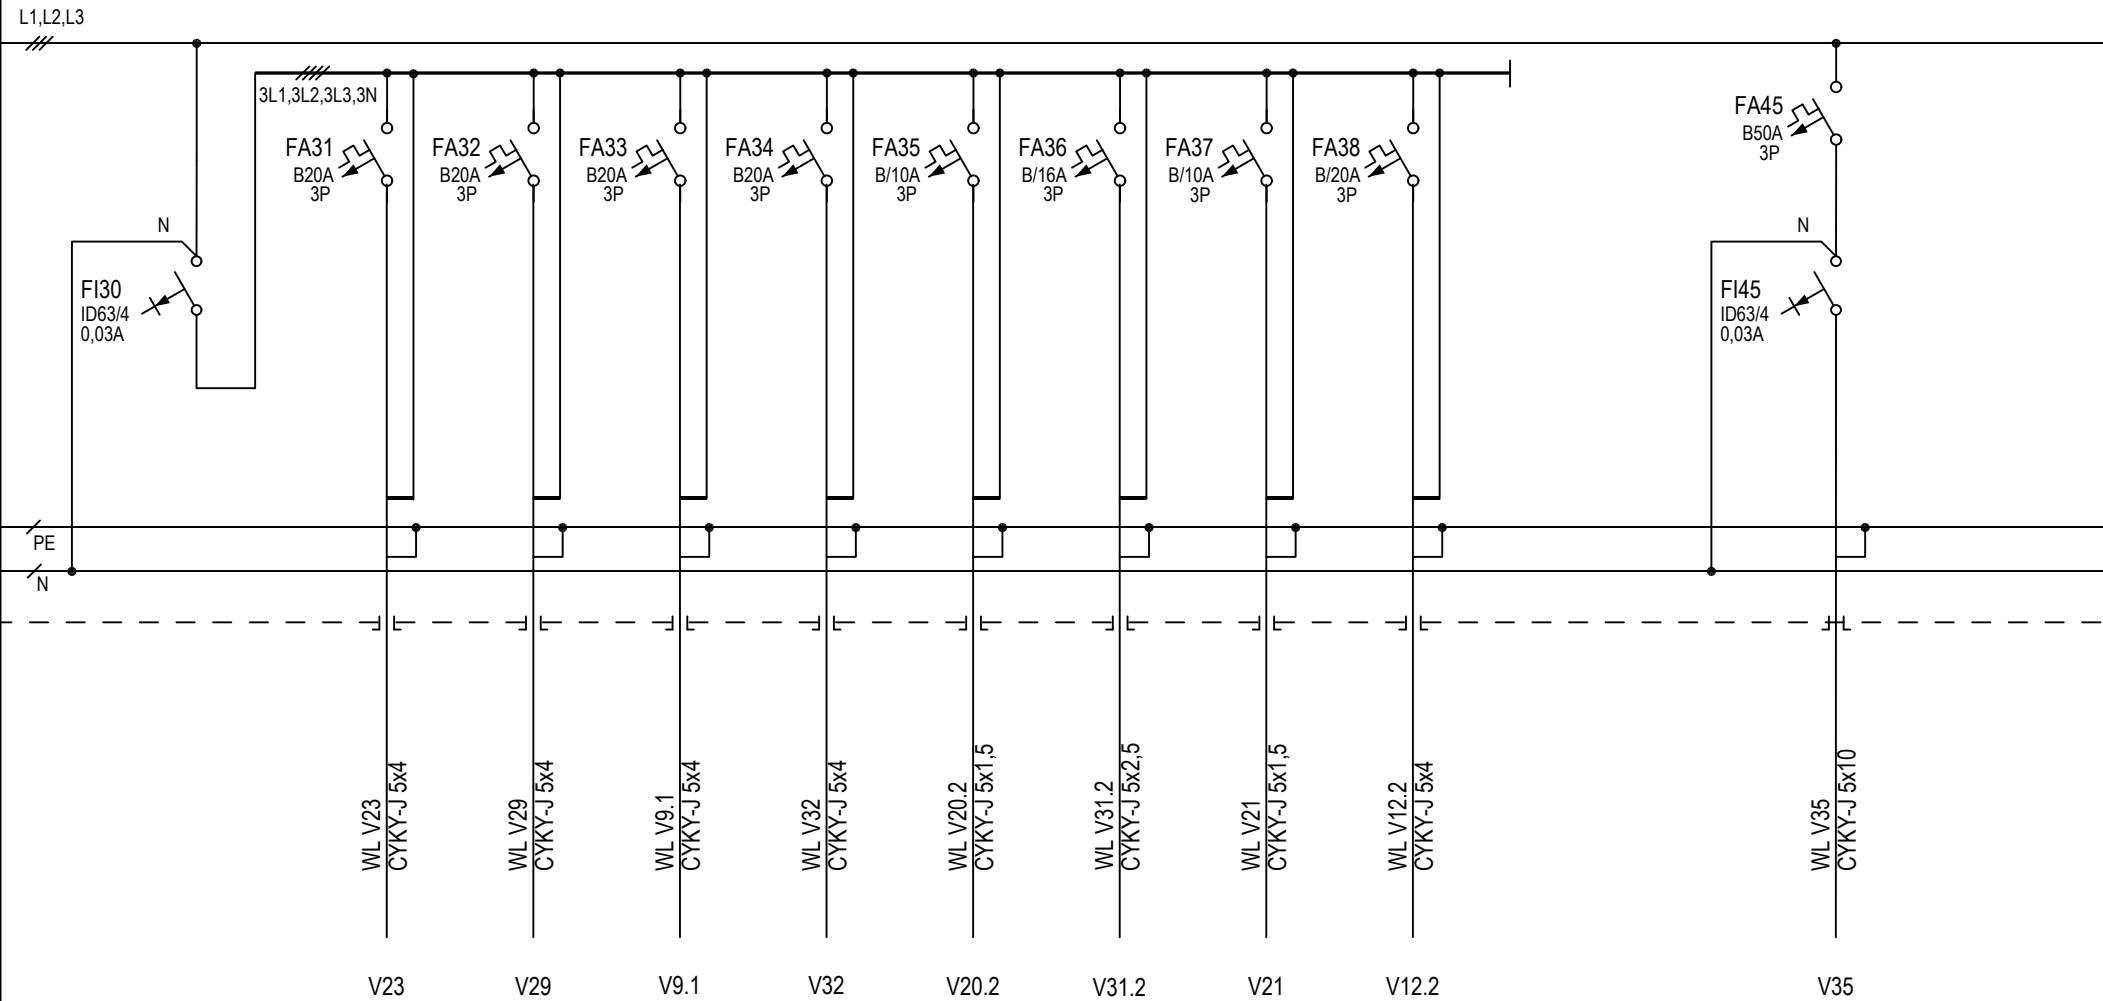 L1,L2,L3
3L1,3L2,3L3,3N
FA31
B20A
3P
FA32
B20A
3P
FA33
B20A
3P
FA34
B20A
3P
FA35
B/10A
3P
FA36
B/16A
3P
FA37
B/10A
3P
FA38
B/20A
3P
FA45
B50A
3P
N
FI30
ID63/4
0,03A
N
FI45
ID63/4
0,03A
PE
N
WL V23
CYKY-J 5x4
WL V29
CYKY-J 5x4
WL V9.1
CYKY-J 5x4
WL V32
CYKY-J 5x4
WL V20.2
CYKY-J 5x1,5
WL V31.2
CYKY-J 5x2,5
WL V21
CYKY-J 5x1,5
WL V12.2
CYKY-J 5x4
WL V35
CYKY-J 5x10
V23
V29
V9.1
V32
V20.2
V31.2
V21
V12.2
V35